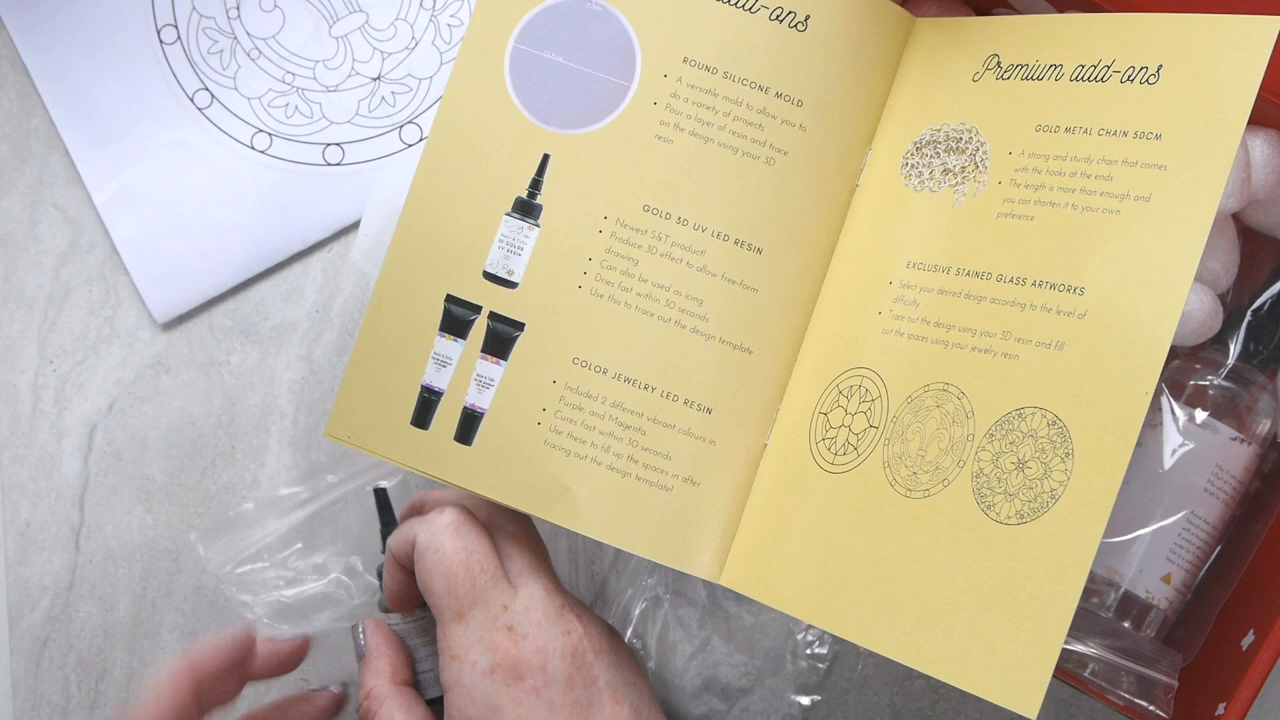 add-ons
17.7cm
ROUND SILICONE MOLD
• A versatile mold to allow you to
do a variety of projects
• Pour a layer of resin and trace
on the design using your 3D
resin
GOLD 3D UV LED RESIN
• Newest S&T product!
• Produce 3D effect to allow free-form
drawing
• Can also be used as icing
• Dries fast within 30 seconds
• Use this to trace out the design template
3D COLOR
UV RESIN
COLOR JEWELRY LED RESIN
• Included 2 different vibrant colours in
Purple, and Magenta
• Cures fast within 30 seconds
• Use these to fill up the spaces in after
tracing out the design template!
Premium add-ons
GOLD METAL CHAIN 50CM
• A strong and sturdy chain that comes
with the hooks at the ends
• The length is more than enough and
you can shorten it to your own
preference
EXCLUSIVE STAINED GLASS ARTWORKS
• Select your desired design according to the level of
difficulty
• Trace out the design using your 3D resin and fill
out the spaces using your jewelry resin